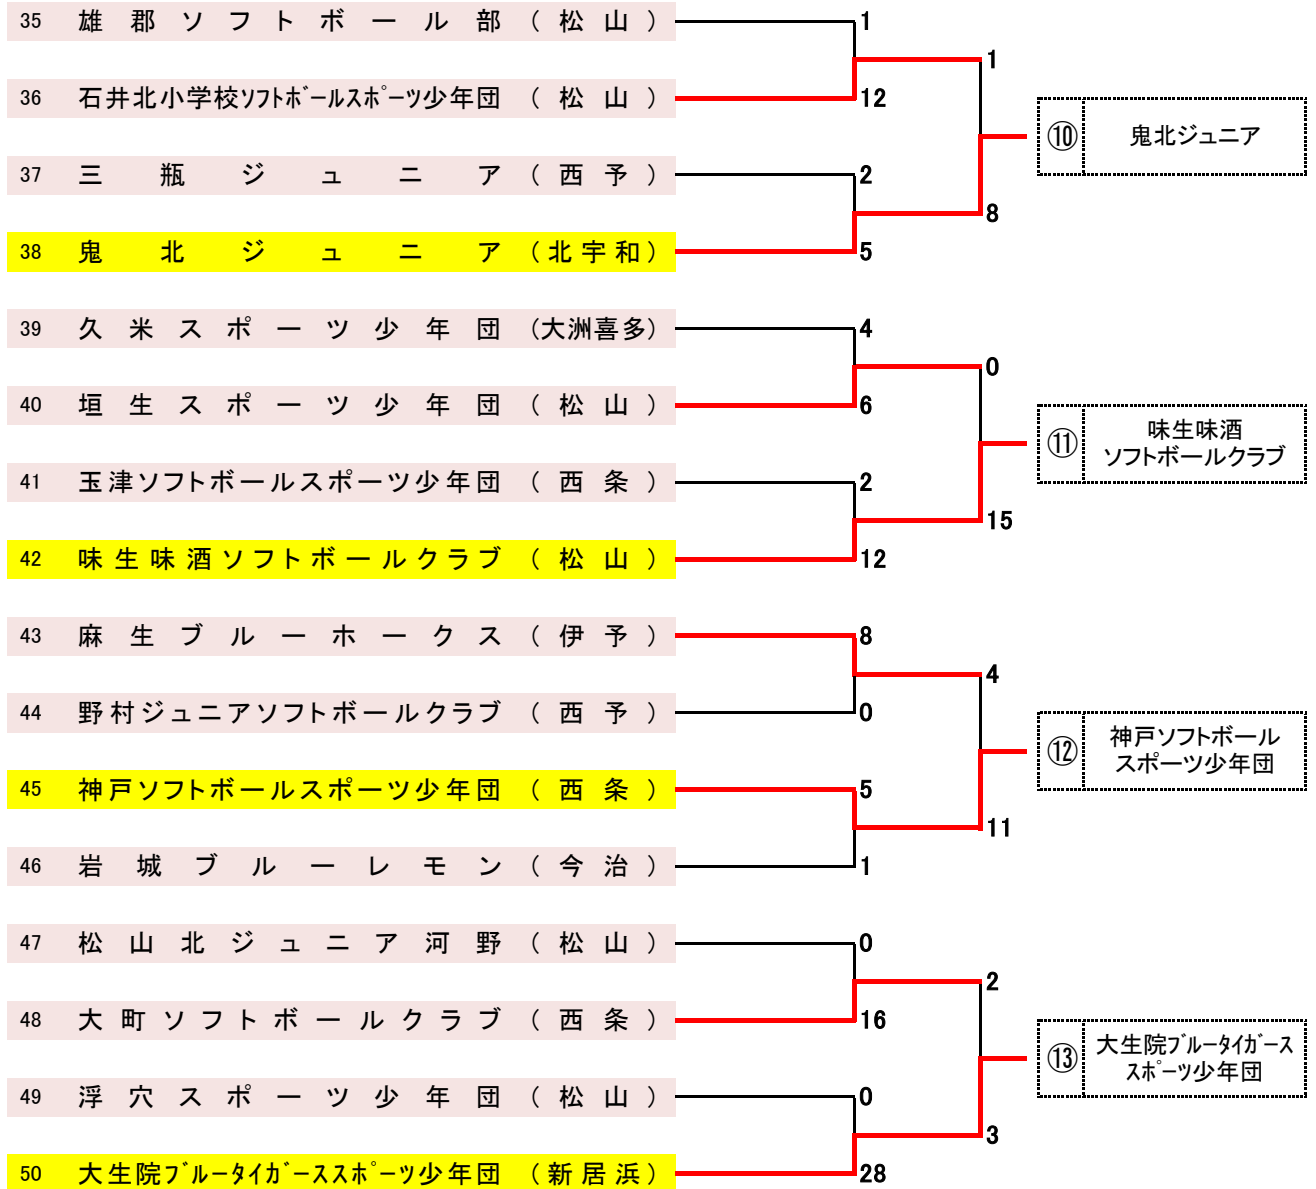 35 雄郡ソフトボール部（松山） 1
1
36 石井北小学校ｿﾌﾄﾎﾞｰﾙｽﾎﾟｰﾂ少年団（松山） 12
⑩ 鬼北ジュニア
37 三瓶ジュニア（西予） 2
8
38 鬼北ジュニア（北宇和） 5
39 久米スポーツ少年団（大洲喜多） 4
0
40 垣生スポーツ少年団（松山） 6
⑪ 味生味酒
ソフトボールクラブ
41 玉津ソフトボールスポーツ少年団（西条） 2
15
42 味生味酒ソフトボールクラブ（松山） 12
43 麻生ブルーホークス（伊予） 8
4
44 野村ジュニアソフトボールクラブ（西予） 0
⑫ 神戸ソフトボール
スポーツ少年団
45 神戸ソフトボールスポーツ少年団（西条） 5
11
46 岩城ブルーレモン（今治） 1
47 松山北ジュニア河野（松山） 0
2
48 大町ソフトボールクラブ（西条） 16
⑬ 大生院ﾌﾞﾙｰﾀｲｶﾞｰｽ
ｽﾎﾟｰﾂ少年団
49 浮穴スポーツ少年団（松山） 0
3
50 大生院ﾌﾞﾙｰﾀｲｶﾞｰｽｽﾎﾟｰﾂ少年団（新居浜） 28